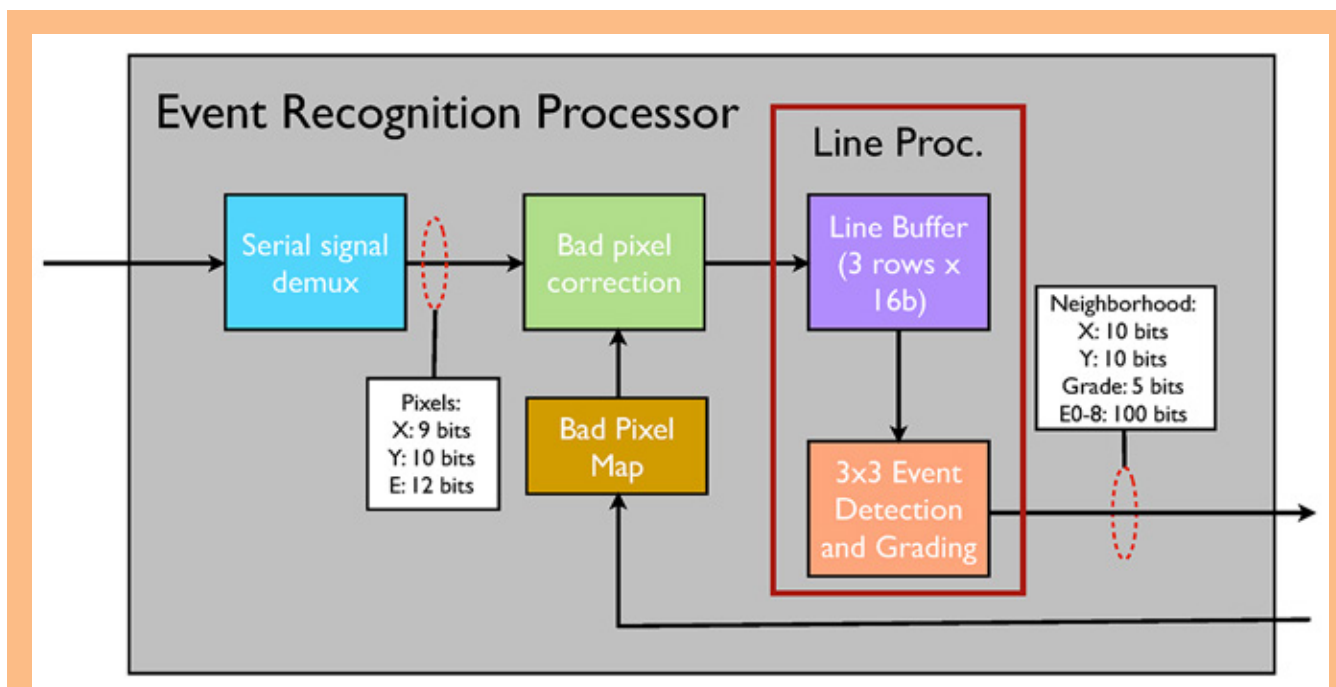 Event Recognition Processor
Line Proc.
Serial signal
demux
Bad pixel
correction
Line Buffer
(3 rows x
16b)
Neighborhood:
X: 10 bits
Y: 10 bits
Grade: 5 bits
E0-8: 100 bits
Pixels:
X: 9 bits
Y: 10 bits
E: 12 bits
Bad Pixel
Map
3x3 Event
Detection
and Grading